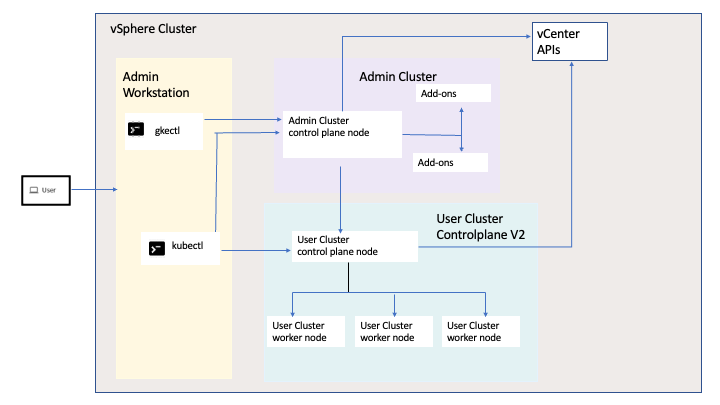 vSphere Cluster
vCenter
APIs
Admin
Workstation
Admin Cluster
Add-ons
gkectl
Admin Cluster
control plane node
Add-ons
User
User Cluster
Controlplane V2
kubectl
User Cluster
control plane node
User Cluster
worker node
User Cluster
worker node
User Cluster
worker node